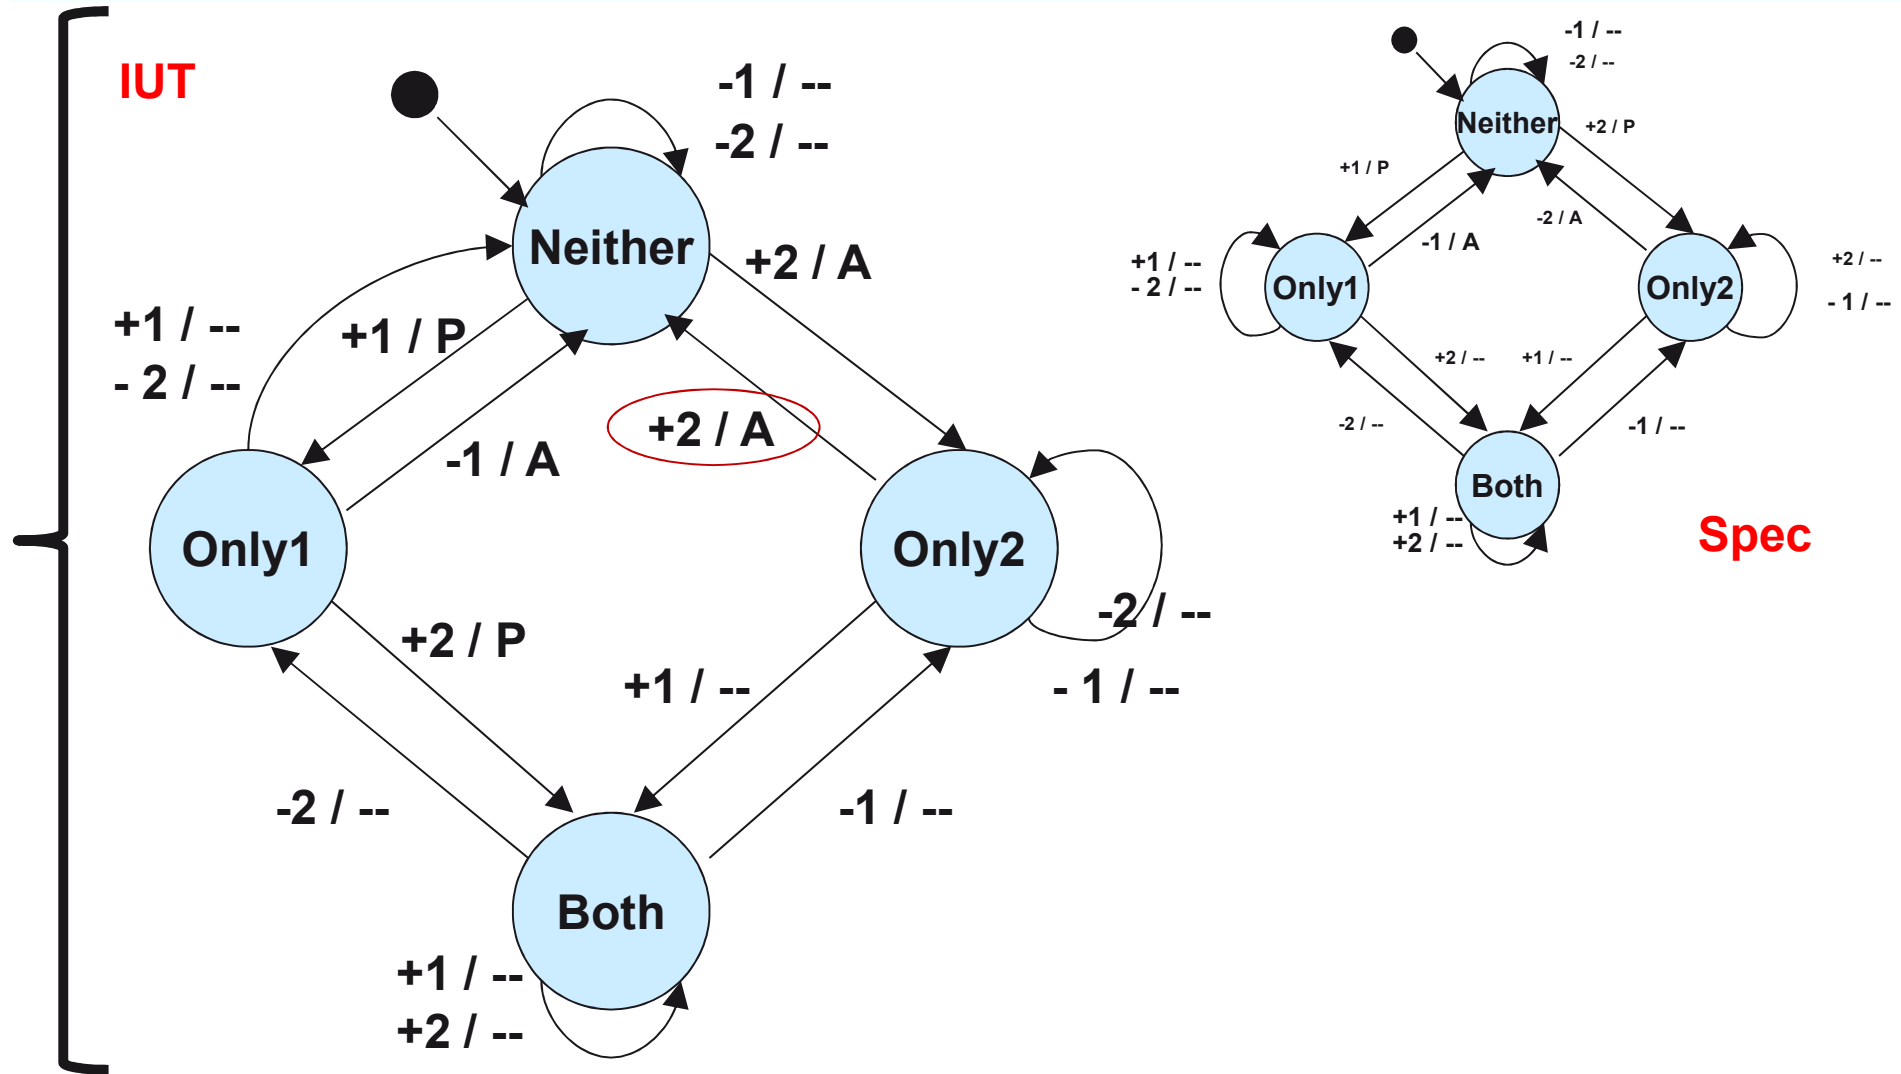 IUT
-1 / --
-2 / --
Neither
+2 / A
+1 / --
- 2 / --
+1 / P
-1 / A
+2 / A
Only1
Only2
+2 / P
-2 / --
+1 / --
- 1 / --
-2 / --
-1 / --
Both
+1 / --
+2 / --
-1 / --
-2 / --
Neither
+2 / P
+1 / P
-2 / A
-1 / A
+1 / --
- 2 / --
Only1
Only2
+2 / --
- 1 / --
+2 / --
+1 / --
-2 / --
-1 / --
Both
+1 / --
+2 / --
Spec